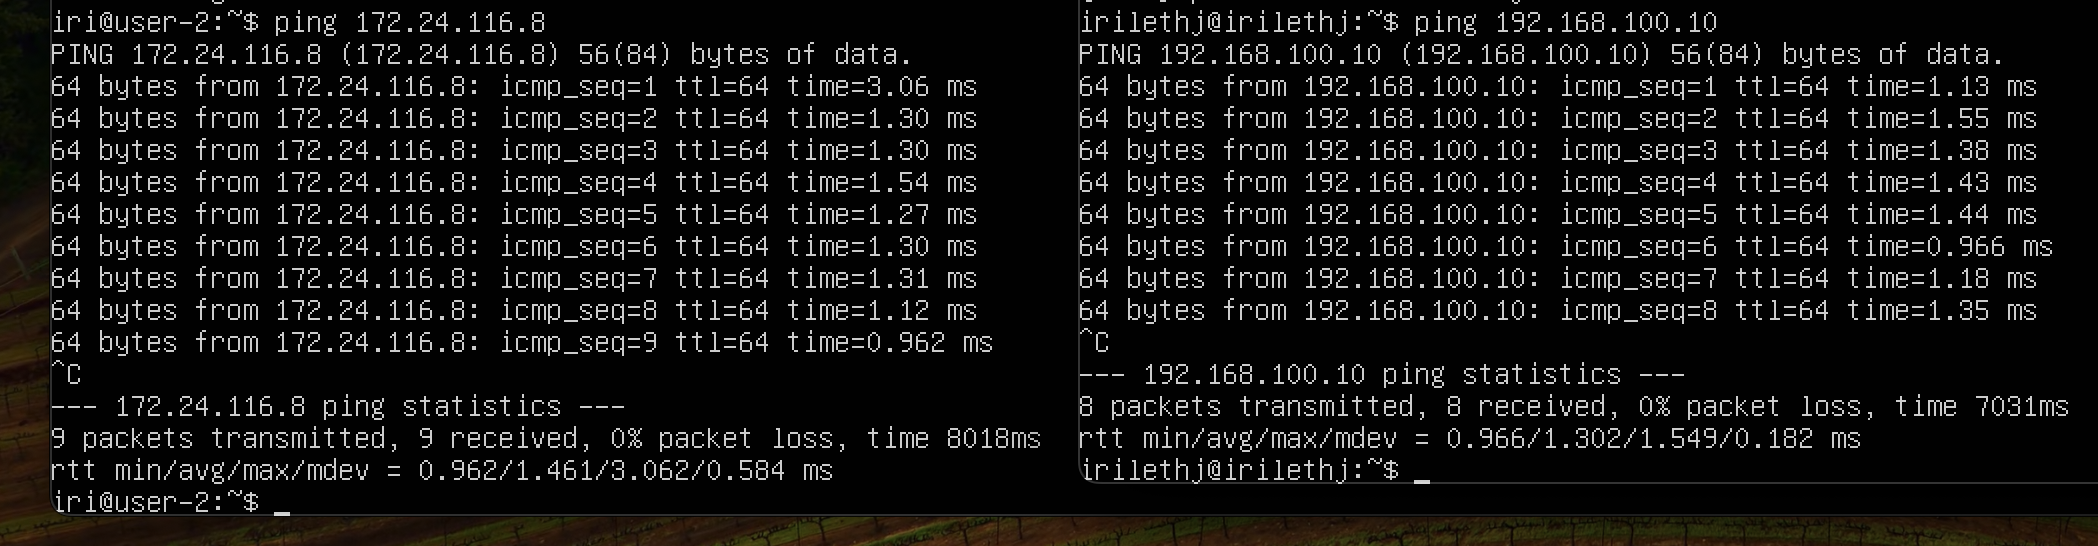 iri@user-2:~$ ping 172.24.116.8
PING 172.24.116.8 (172.24.116.8) 56(84) bytes of data.
64 bytes from 172.24.116.8: icmp_seq=1 ttl=64 time=3.06 ms
64 bytes from 172.24.116.8: icmp_seq=2 ttl=64 time=1.30 ms
64 bytes from 172.24.116.8: icmp_seq=3 ttl=64 time=1.30 ms
64 bytes from 172.24.116.8: icmp_seq=4 ttl=64 time=1.54 ms
64 bytes from 172.24.116.8: icmp_seq=5 ttl=64 time=1.27 ms
64 bytes from 172.24.116.8: icmp_seq=6 ttl=64 time=1.30 ms
64 bytes from 172.24.116.8: icmp_seq=7 ttl=64 time=1.31 ms
64 bytes from 172.24.116.8: icmp_seq=8 ttl=64 time=1.12 ms
64 bytes from 172.24.116.8: icmp_seq=9 ttl=64 time=0.962 ms
^C
--- 172.24.116.8 ping statistics ---
9 packets transmitted, 9 received, 0% packet loss, time 8018ms
rtt min/avg/max/mdev = 0.962/1.461/3.062/0.584 ms
iri@user-2:~$ _
irilethj@irilethj:~$ ping 192.168.100.10
PING 192.168.100.10 (192.168.100.10) 56(84) bytes of data.
64 bytes from 192.168.100.10: icmp_seq=1 ttl=64 time=1.13 ms
64 bytes from 192.168.100.10: icmp_seq=2 ttl=64 time=1.55 ms
64 bytes from 192.168.100.10: icmp_seq=3 ttl=64 time=1.38 ms
64 bytes from 192.168.100.10: icmp_seq=4 ttl=64 time=1.43 ms
64 bytes from 192.168.100.10: icmp_seq=5 ttl=64 time=1.44 ms
64 bytes from 192.168.100.10: icmp_seq=6 ttl=64 time=0.966 ms
64 bytes from 192.168.100.10: icmp_seq=7 ttl=64 time=1.18 ms
64 bytes from 192.168.100.10: icmp_seq=8 ttl=64 time=1.35 ms
^C
--- 192.168.100.10 ping statistics ---
8 packets transmitted, 8 received, 0% packet loss, time 7031ms
rtt min/avg/max/mdev = 0.966/1.302/1.549/0.182 ms
irilethj@irilethj:~$ _